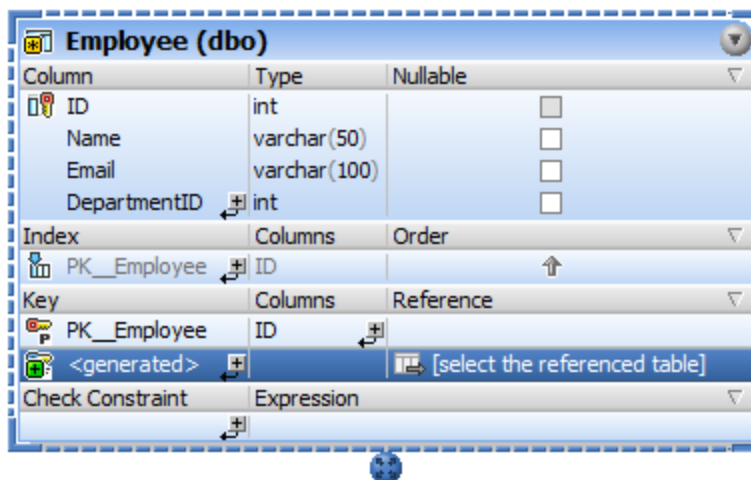 Employee (dbo)
Column Type Nullable
ID int
Name varchar(50)
Email varchar(100)
DepartmentID int
Index Columns Order
PK__Employee ID
Key Columns Reference
PK__Employee ID
<generated> [select the referenced table]
Check Constraint Expression